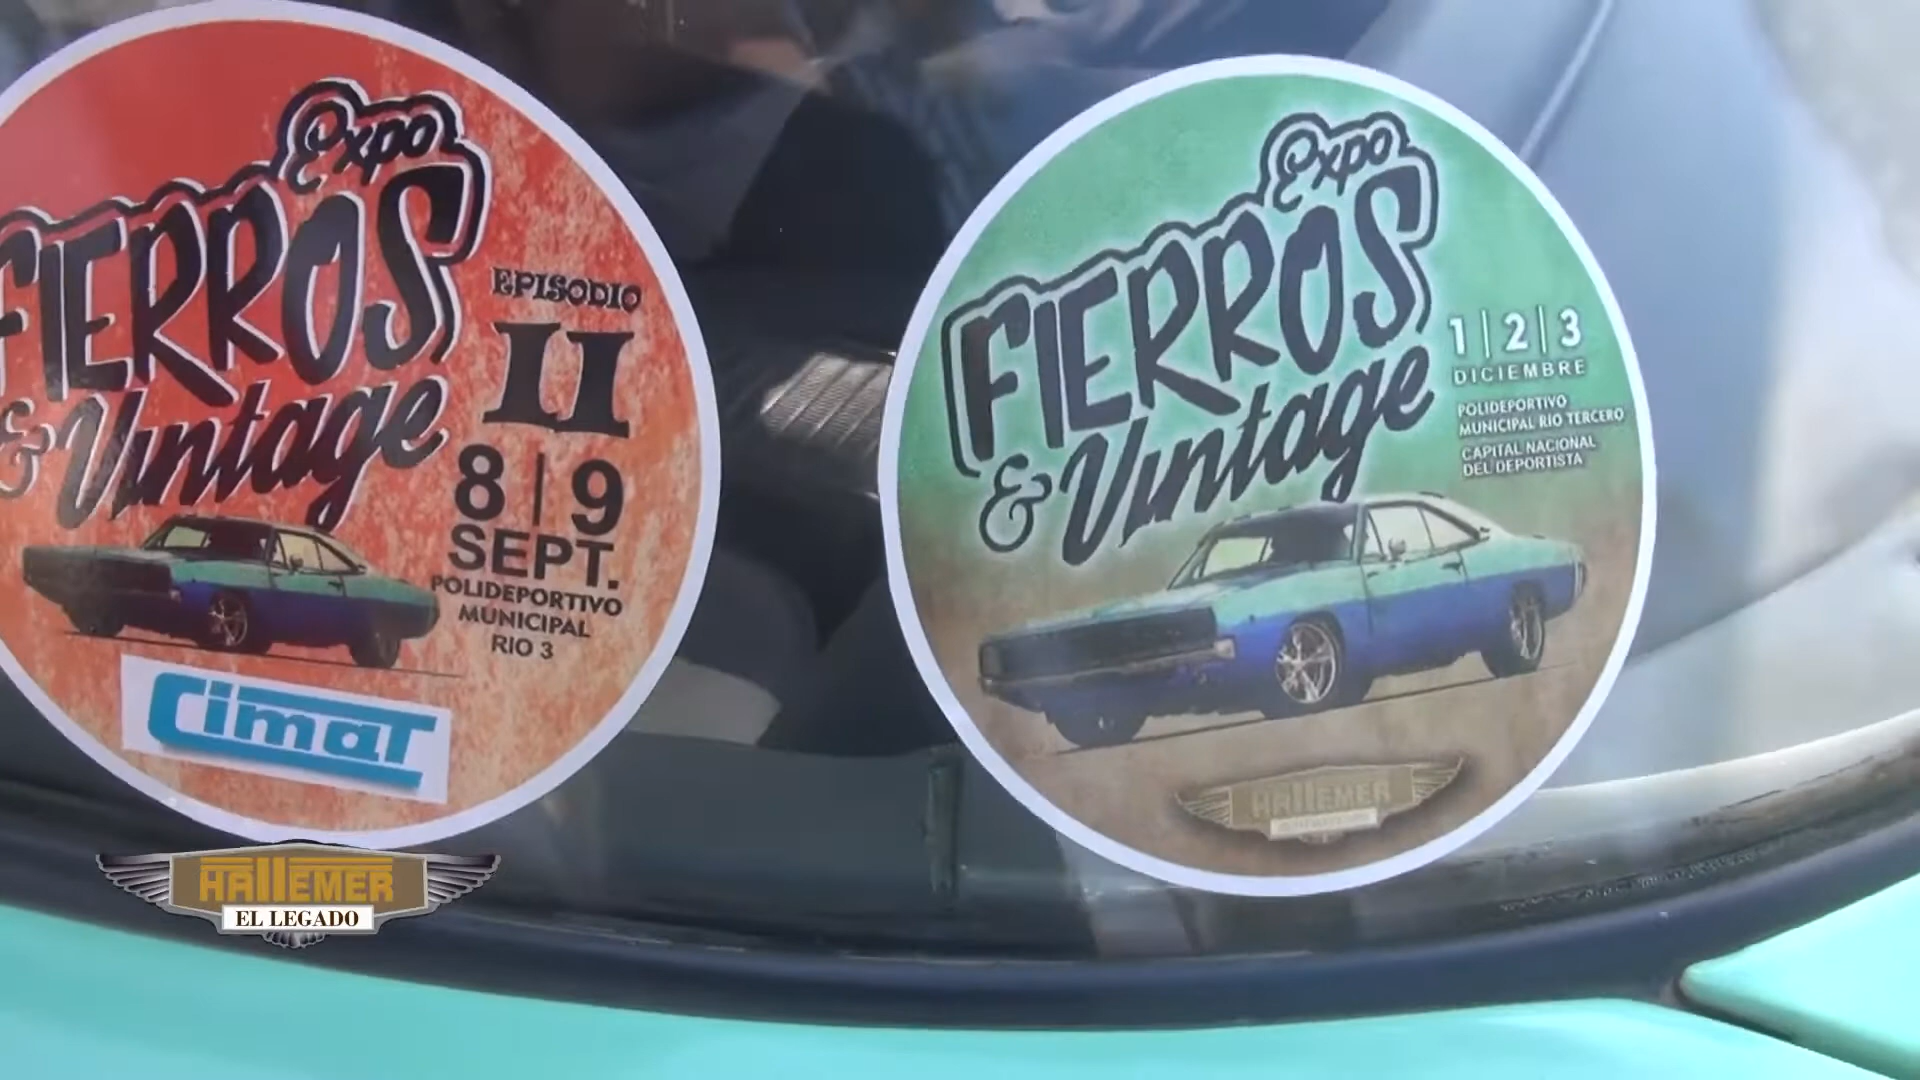 Expo
FIERROS
& Vintage
EPISODIO
II
8 | 9
SEPT.
POLIDEPORTIVO
MUNICIPAL
RIO 3
Cimat
Expo
FIERROS
& Vintage
1 | 2 | 3
DICIEMBRE
POLIDEPORTIVO
MUNICIPAL RIO TERCERO
CAPITAL NACIONAL
DEL DEPORTISTA
HALLEMER
HALLEMER
EL LEGADO